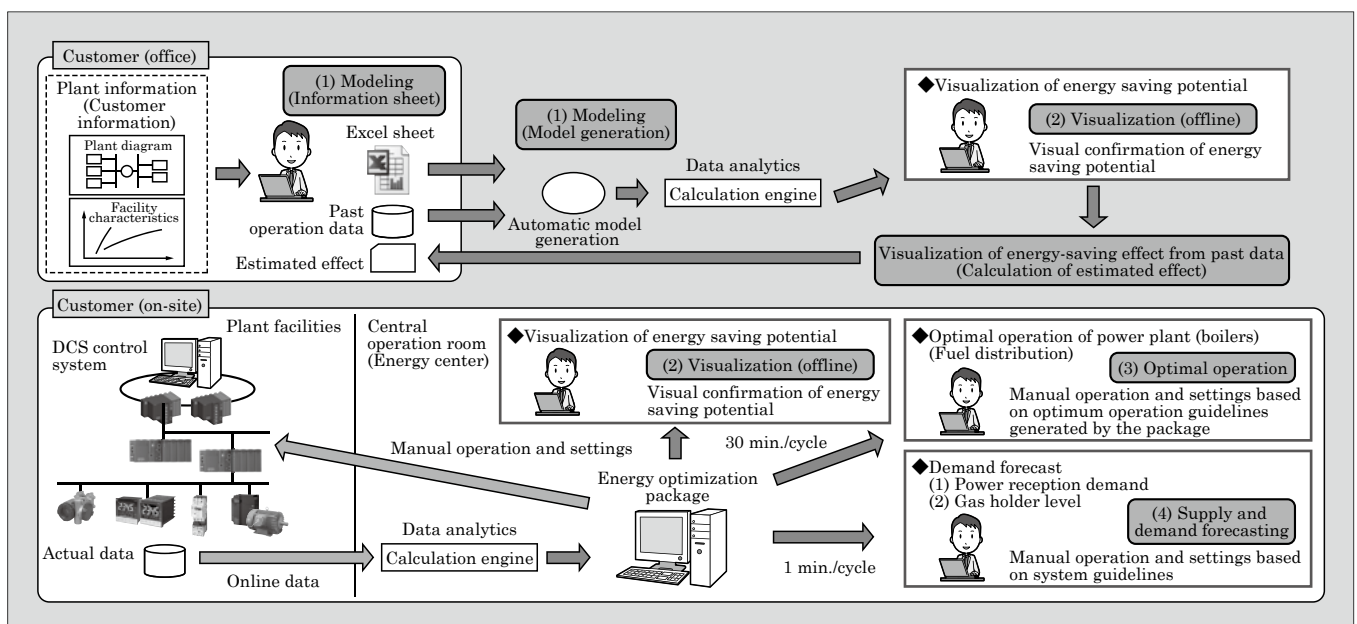 Customer (office)
Plant information
(Customer
information)
Plant diagram
Facility
characteristics
(1) Modeling
(Information sheet)
Excel sheet
Past
operation data
Estimated effect
(1) Modeling
(Model generation)
Automatic model
generation
Data analytics
Calculation engine
◆Visualization of energy saving potential
(2) Visualization (offline)
Visual confirmation of energy
saving potential
Visualization of energy-saving effect from past data
(Calculation of estimated effect)
Customer (on-site)
Plant facilities
DCS control
system
Actual data
Online data
Central
operation room
(Energy center)
Manual operation and settings
Data analytics
Calculation engine
◆Visualization of energy saving potential
(2) Visualization (offline)
Visual confirmation of energy
saving potential
30 min./cycle
Energy optimization
package
1 min./cycle
◆Optimal operation of power plant (boilers)
(Fuel distribution)
(3) Optimal operation
Manual operation and settings based
on optimum operation guidelines
generated by the package
◆Demand forecast
(1) Power reception demand
(2) Gas holder level
(4) Supply and
demand forecasting
Manual operation and settings based
on system guidelines